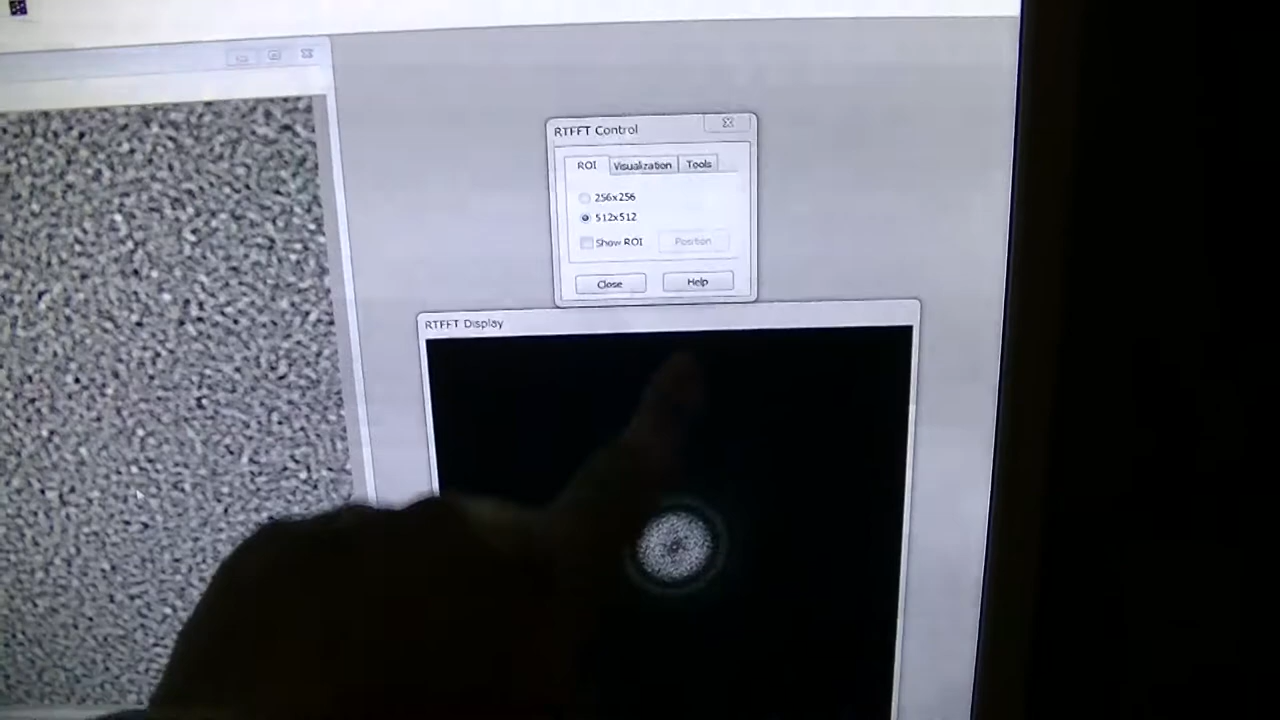 RTFFT Control
ROI Visualization Tools
256x256
512x512
Show ROI Position
Close Help
RTFFT Display